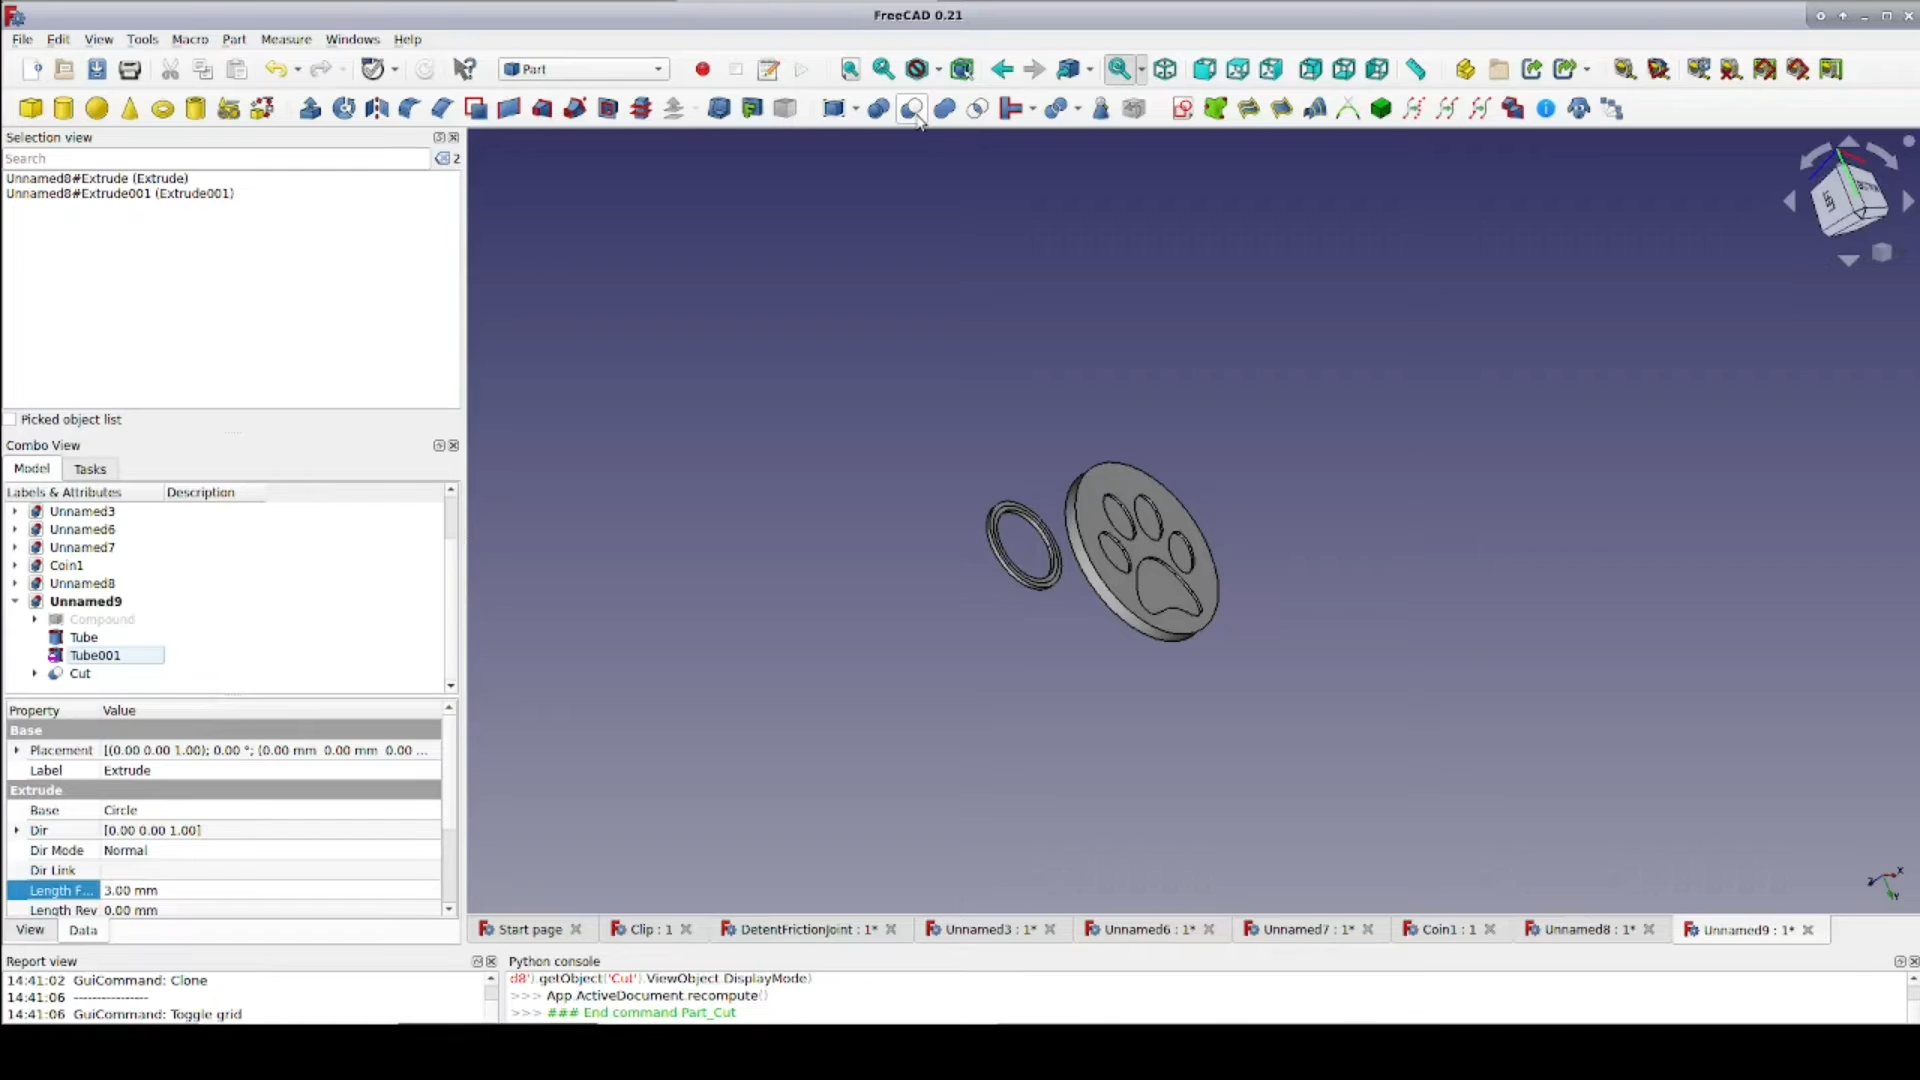 FreeCAD 0.21
File Edit View Tools Macro Part Measure Windows Help
Part
Selection view
Search
2
Unnamed8#Extrude (Extrude)
Unnamed8#Extrude001 (Extrude001)
Picked object list
Combo View
Model Tasks
Labels & Attributes Description
Unnamed3
Unnamed6
Unnamed7
Coin1
Unnamed8
Unnamed9
Compound
Tube
Tube001
Cut
Property Value
Base
Placement [(0.00 0.00 1.00); 0.00 °; (0.00 mm 0.00 mm 0.00 ...
Label Extrude
Extrude
Base Circle
Dir [0.00 0.00 1.00]
Dir Mode Normal
Dir Link
Length F... 3.00 mm
Length Rev 0.00 mm
View Data
Start page Clip : 1 DetentFrictionJoint : 1* Unnamed3 : 1* Unnamed6 : 1* Unnamed7 : 1* Coin1 : 1 Unnamed8 : 1* Unnamed9 : 1*
Report view
14:41:02 GuiCommand: Clone
14:41:06 ----------------
14:41:06 GuiCommand: Toggle grid
Python console
d8').getObject('Cut').ViewObject.DisplayMode)
>>> App.ActiveDocument.recompute()
>>> ### End command Part_Cut